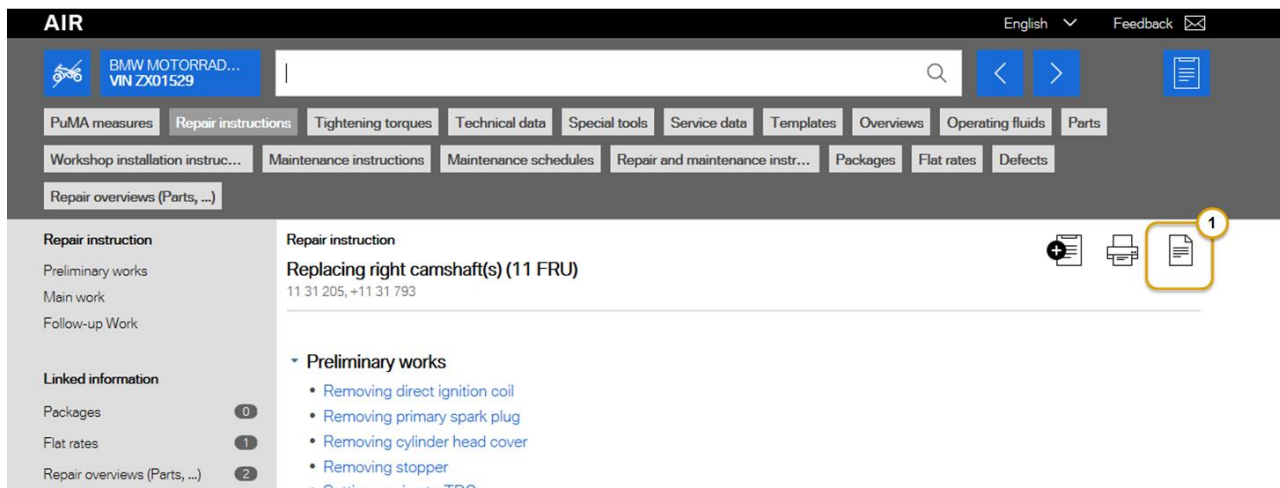 AIR English Feedback
BMW MOTORRAD...
VIN ZX01529
PuMA measures Repair instructions Tightening torques Technical data Special tools Service data Templates Overviews Operating fluids Parts
Workshop installation instruc... Maintenance instructions Maintenance schedules Repair and maintenance instr... Packages Flat rates Defects
Repair overviews (Parts, ...)
Repair instruction
Preliminary works
Main work
Follow-up Work
Linked information
Packages 0
Flat rates 1
Repair overviews (Parts, ...) 2
Repair instruction
1
Replacing right camshaft(s) (11 FRU)
11 31 205, +11 31 793
Preliminary works
• Removing direct ignition coil
• Removing primary spark plug
• Removing cylinder head cover
• Removing stopper